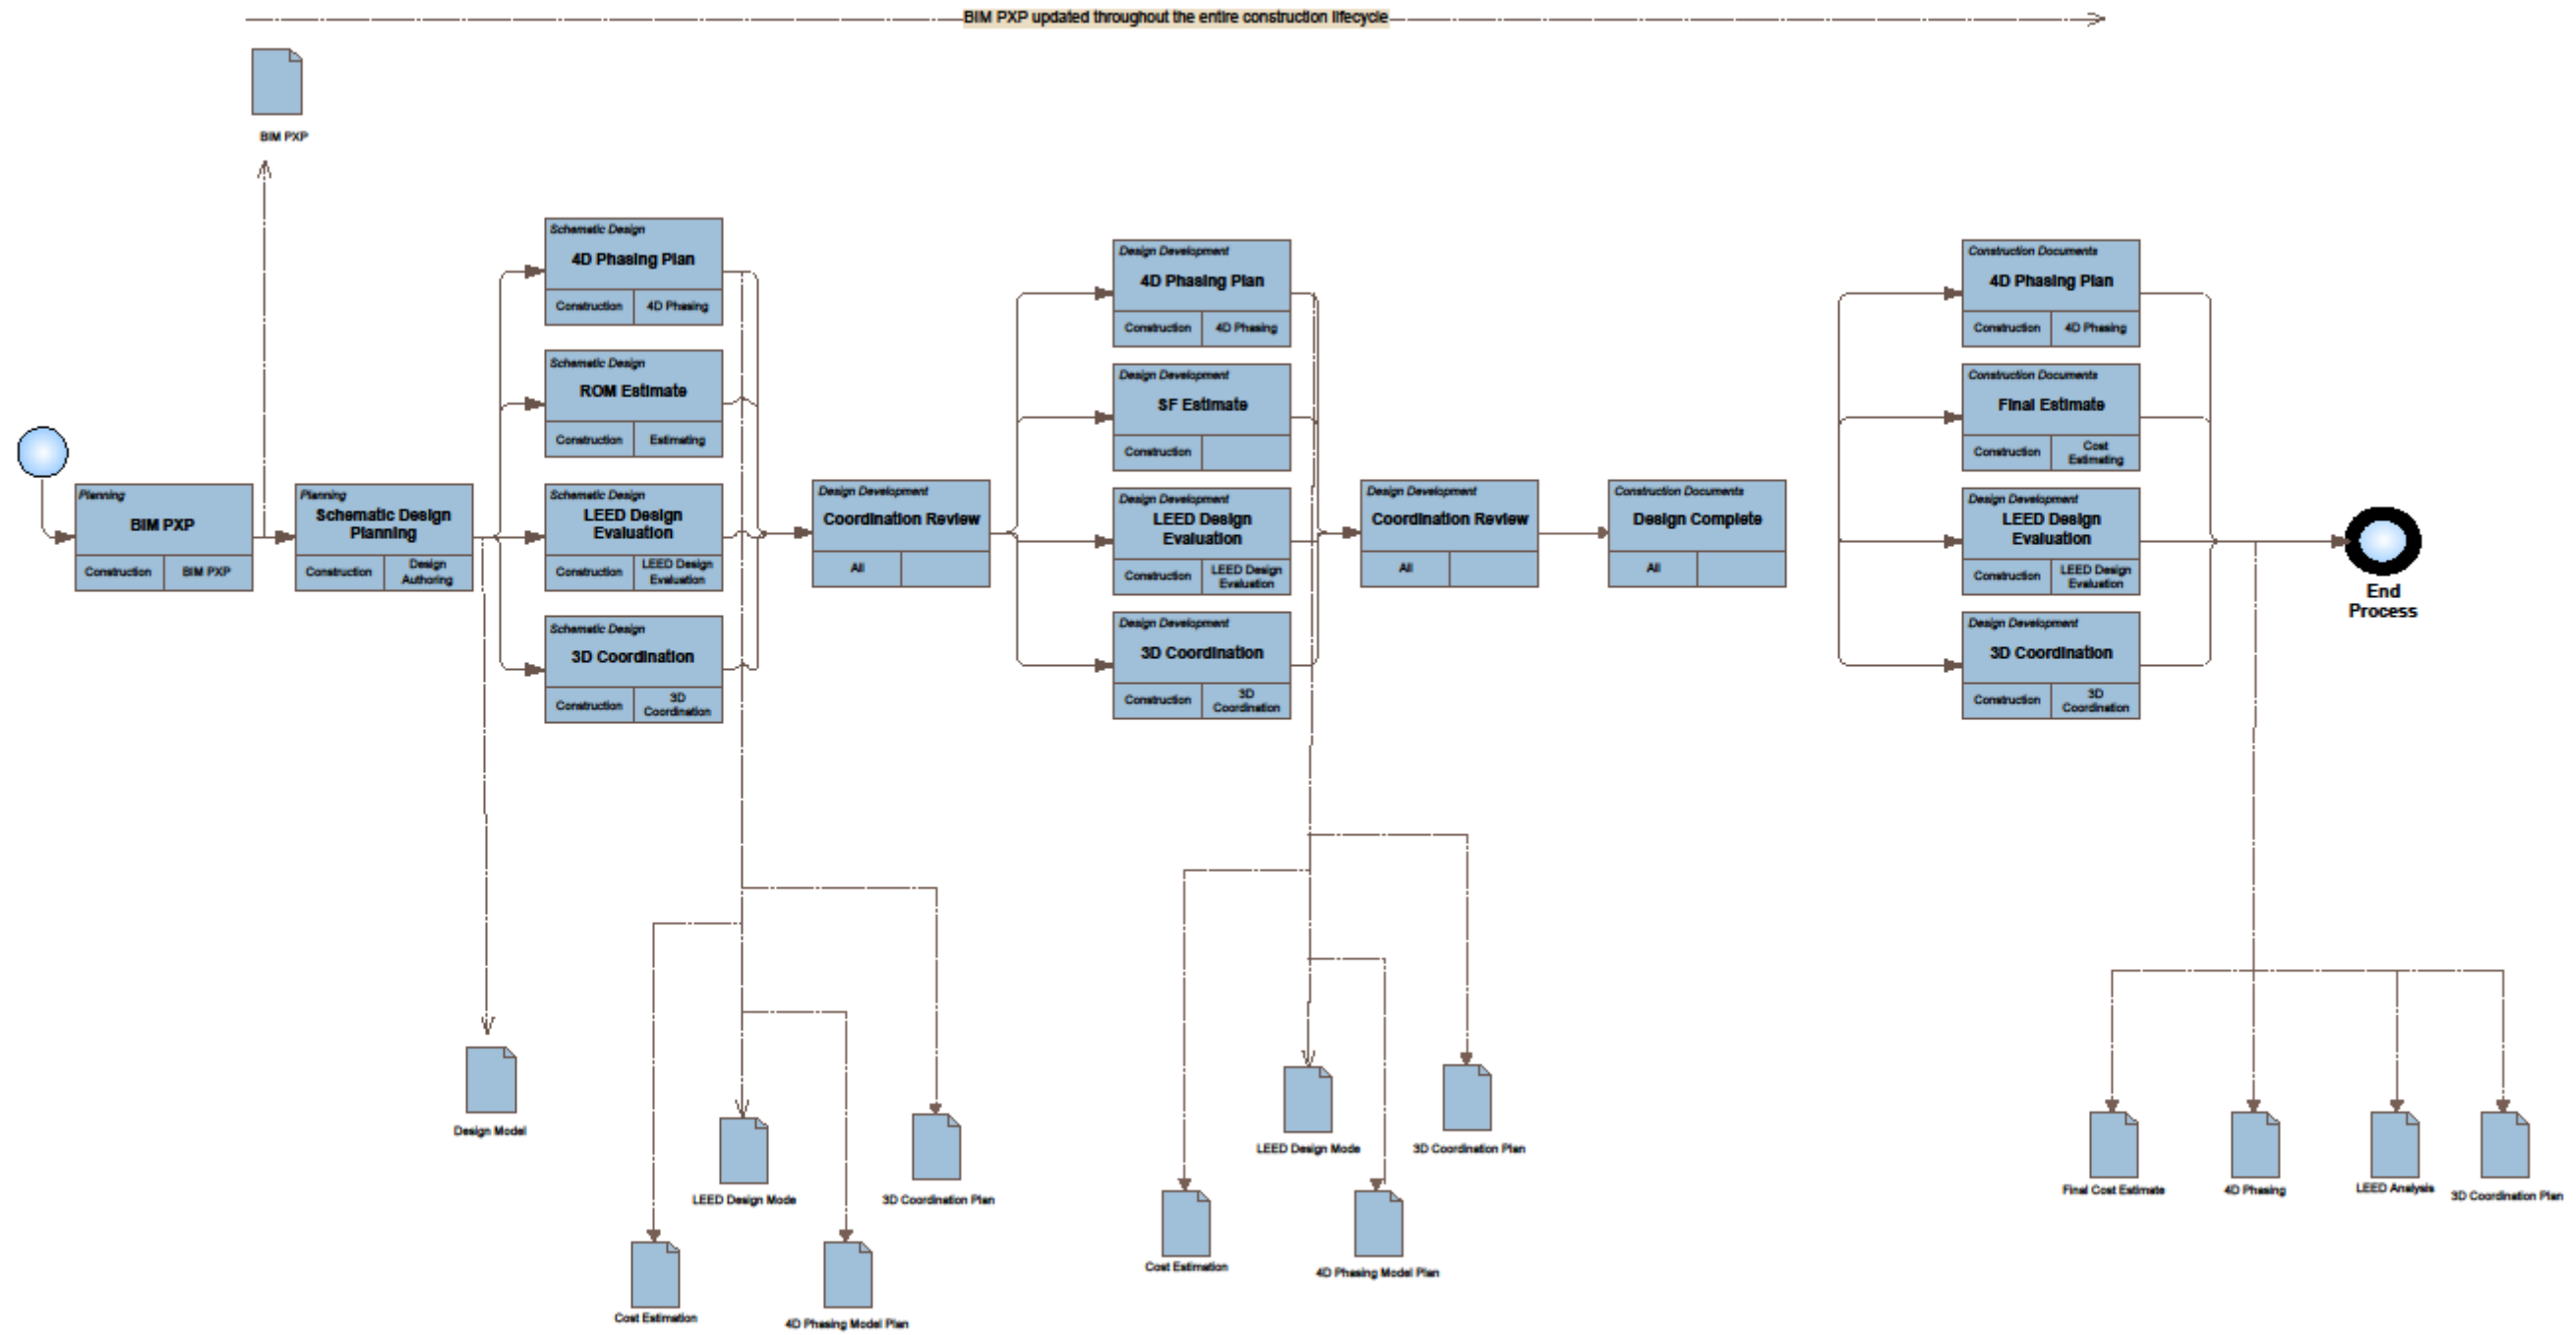 BIM PXP updated throughout the entire construction lifecycle
BIM PXP
Planning
BIM PXP
Construction
BIM PXP
Planning
Schematic Design
Planning
Construction
Design
Authoring
Schematic Design
4D Phasing Plan
Construction
4D Phasing
Schematic Design
ROM Estimate
Construction
Estimating
Schematic Design
LEED Design
Evaluation
Construction
LEED Design
Evaluation
Schematic Design
3D Coordination
Construction
3D
Coordination
Design Development
Coordination Review
All
Design Development
4D Phasing Plan
Construction
4D Phasing
Design Development
SF Estimate
Construction
Design Development
LEED Design
Evaluation
Construction
LEED Design
Evaluation
Design Development
3D Coordination
Construction
3D
Coordination
Design Development
Coordination Review
All
Construction Documents
Design Complete
All
Construction Documents
4D Phasing Plan
Construction
4D Phasing
Construction Documents
Final Estimate
Construction
Cost
Estimating
Design Development
LEED Design
Evaluation
Construction
LEED Design
Evaluation
Design Development
3D Coordination
Construction
3D
Coordination
End
Process
Design Model
Cost Estimation
LEED Design Mode
4D Phasing Model Plan
3D Coordination Plan
Cost Estimation
LEED Design Mode
4D Phasing Model Plan
3D Coordination Plan
Final Cost Estimate
4D Phasing
LEED Analysis
3D Coordination Plan